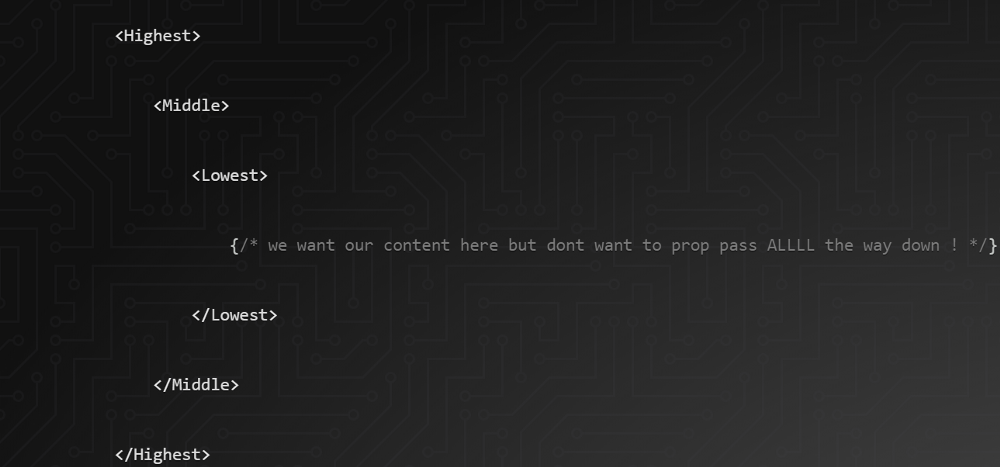 <Highest>
<Middle>
<Lowest>
{/* we want our content here but dont want to prop pass ALLLL the way down ! */}
</Lowest>
</Middle>
</Highest>